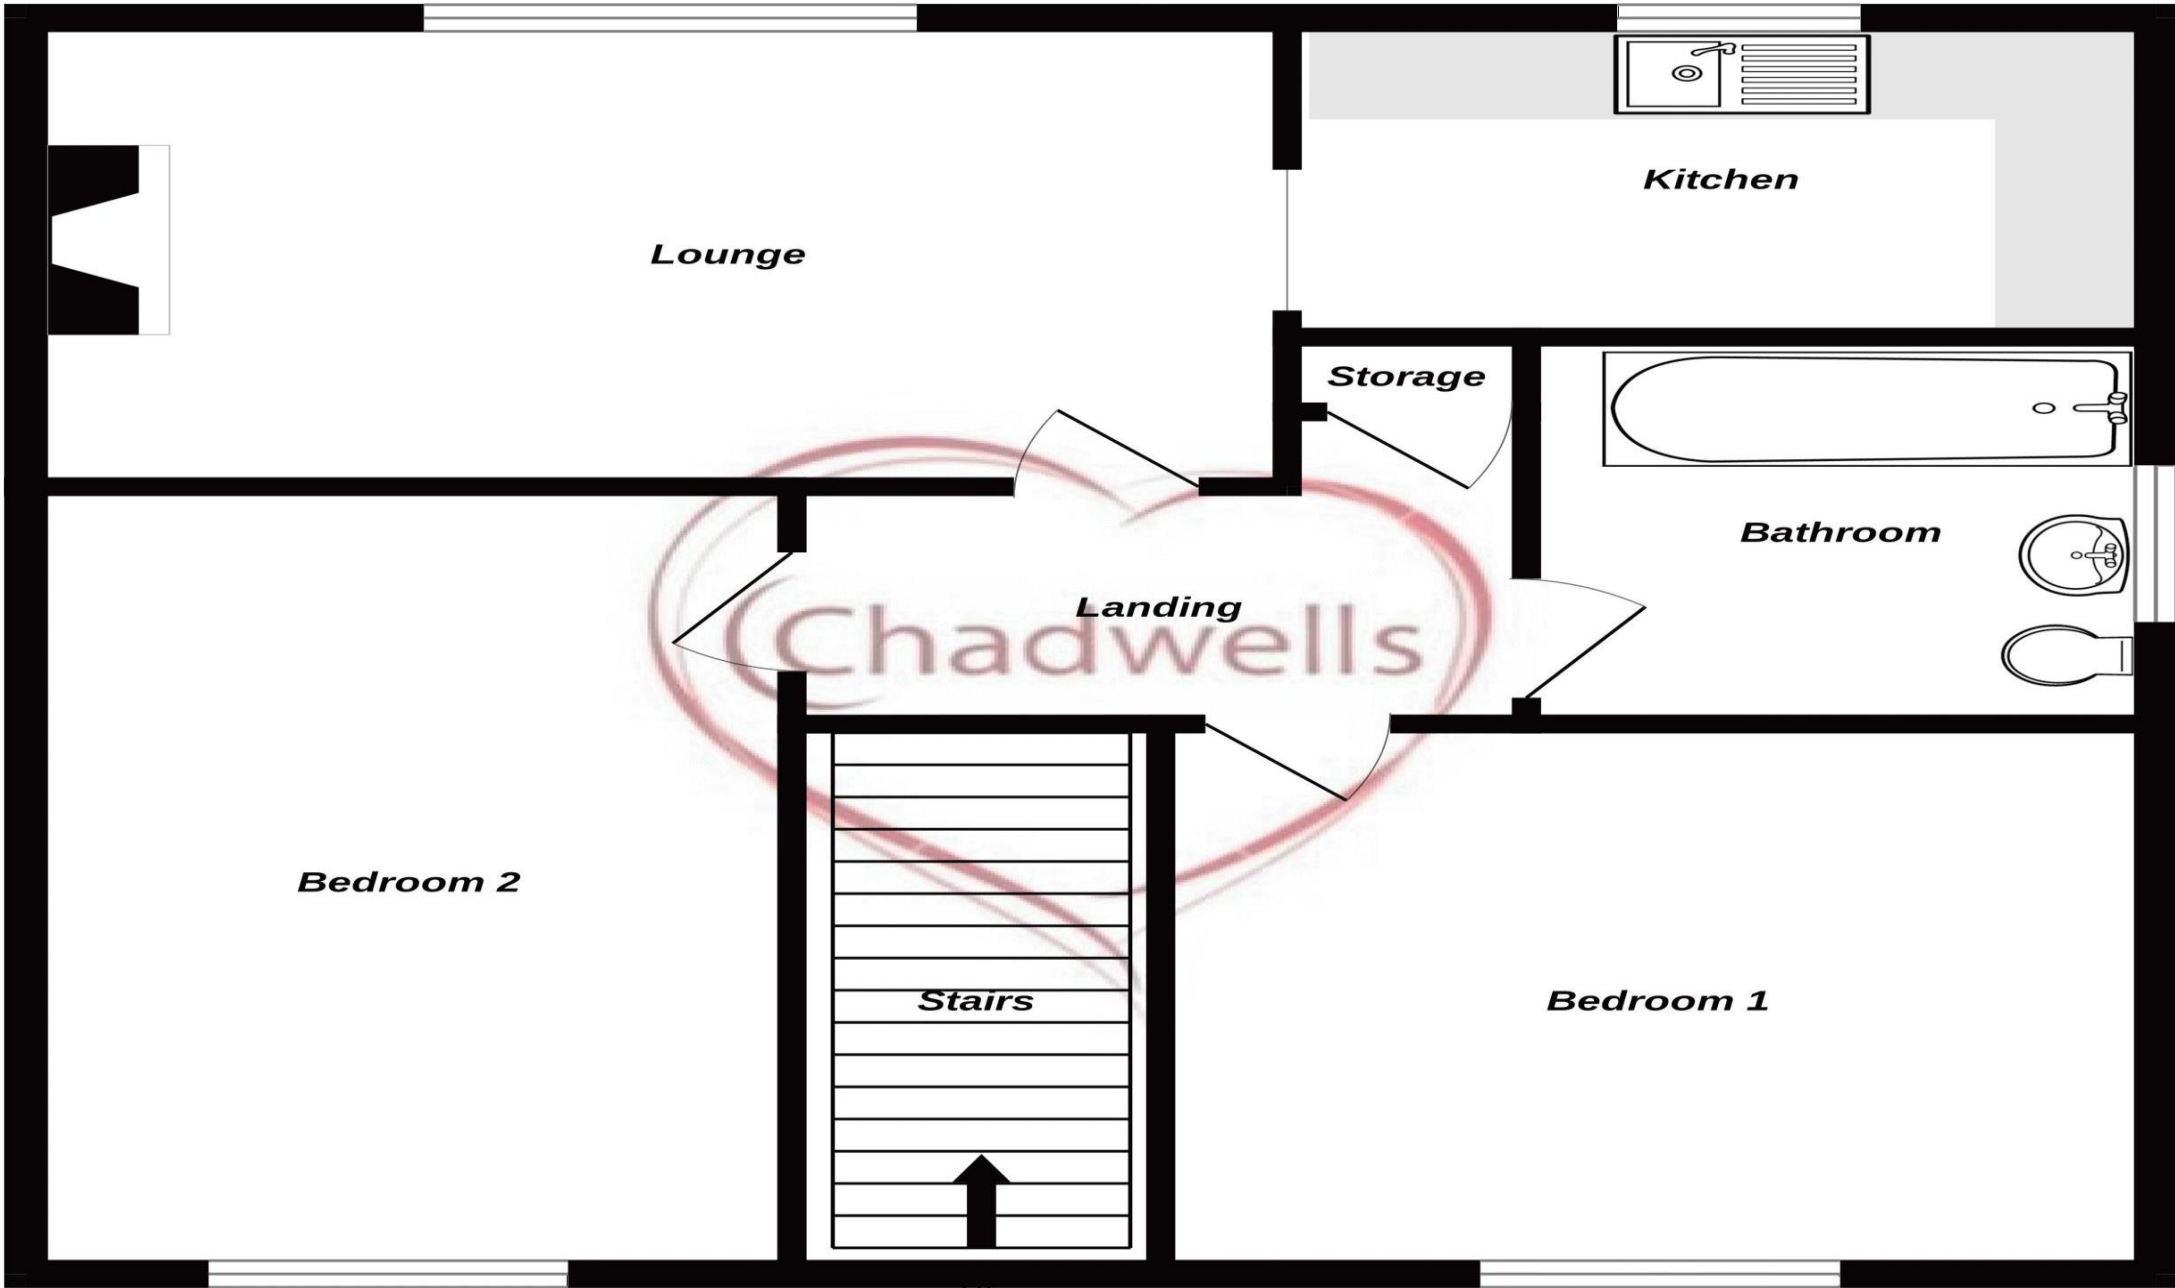 Kitchen
Lounge
Storage
Bathroom
Landing
Chadwells
Bedroom 2
Stairs
Bedroom 1